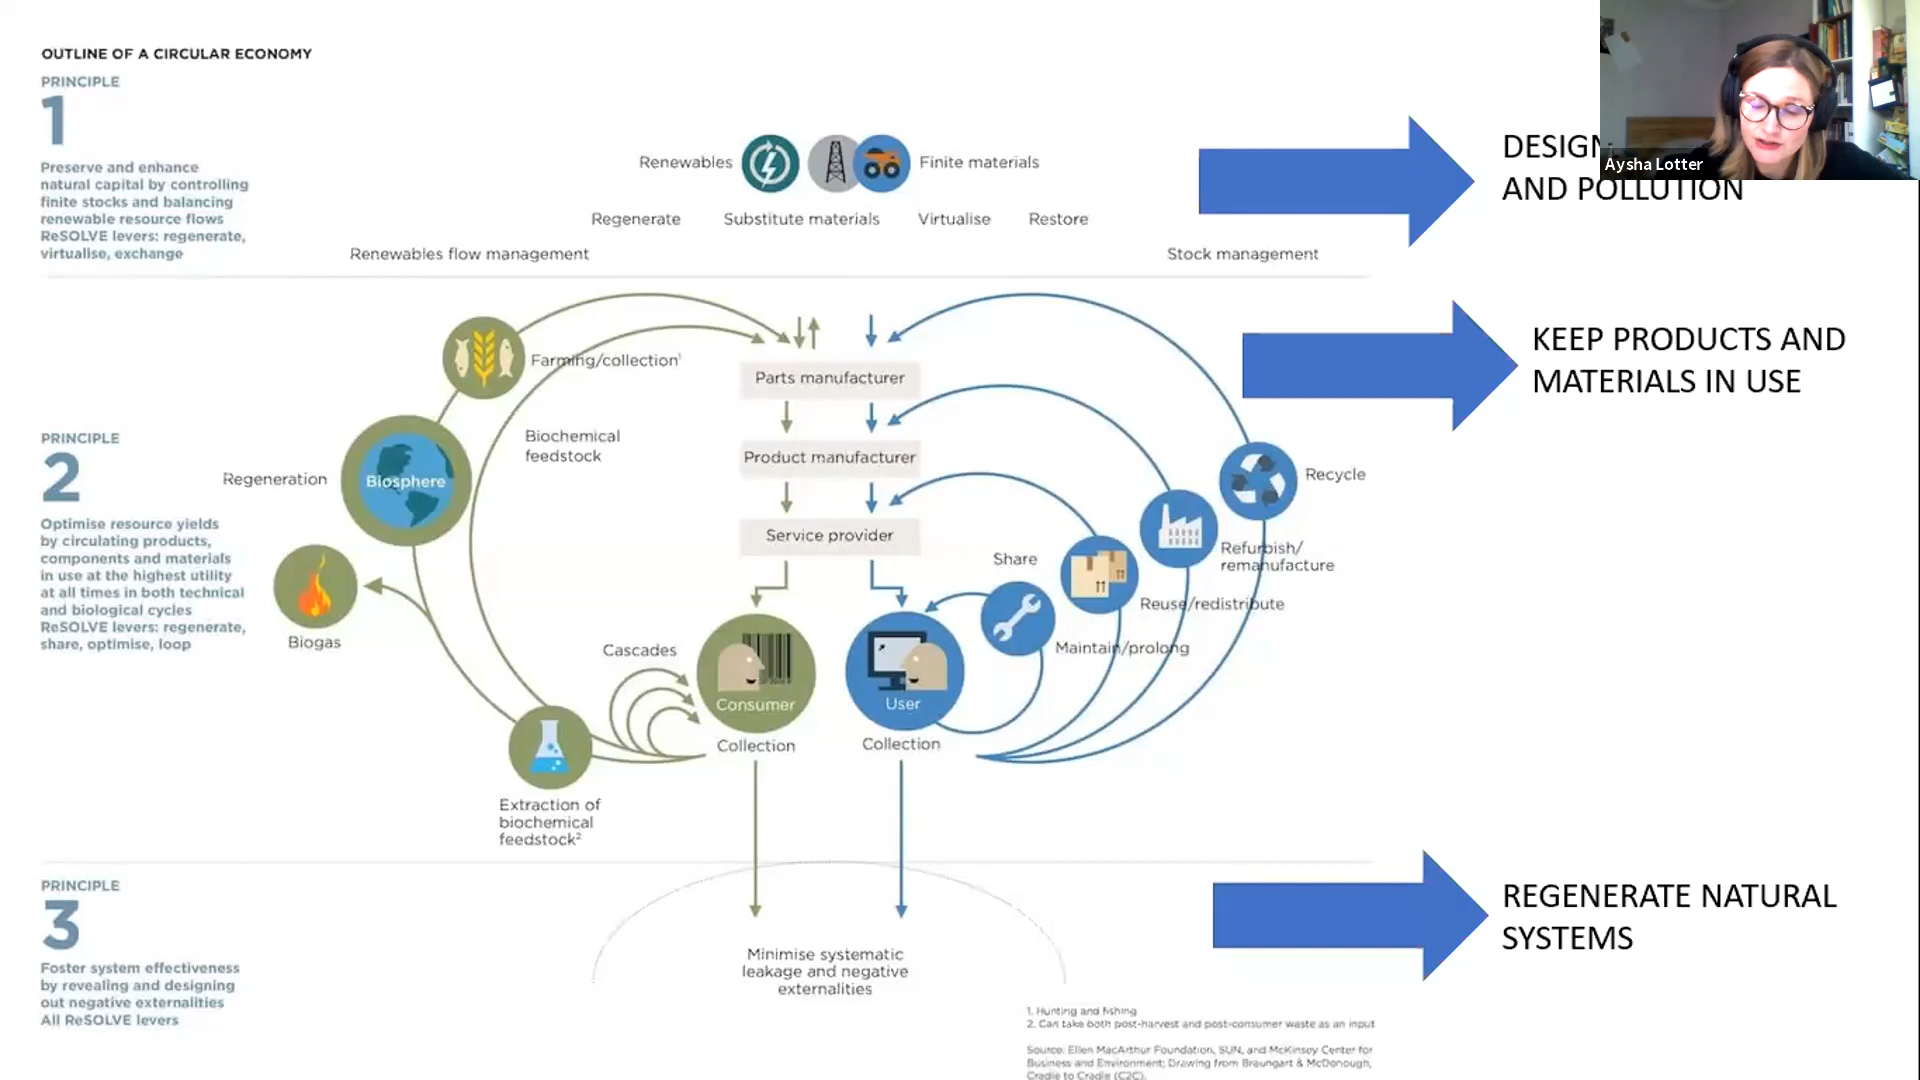 OUTLINE OF A CIRCULAR ECONOMY
PRINCIPLE
1
Preserve and enhance
natural capital by controlling
finite stocks and balancing
renewable resource flows
ReSOLVE levers: regenerate,
virtualise, exchange
Renewables
Finite materials
Regenerate
Substitute materials
Virtualise
Restore
Renewables flow management
Stock management
DESIGN
AND POLLUTION
Aysha Lotter
KEEP PRODUCTS AND
MATERIALS IN USE
PRINCIPLE
2
Optimise resource yields
by circulating products,
components and materials
in use at the highest utility
at all times in both technical
and biological cycles
ReSOLVE levers: regenerate,
share, optimise, loop
Farming/collection¹
Biochemical
feedstock
Regeneration
Biosphere
Biogas
Parts manufacturer
Product manufacturer
Service provider
Share
Recycle
Refurbish/
remanufacture
Reuse/redistribute
Maintain/prolong
Cascades
Consumer
User
Collection
Collection
Extraction of
biochemical
feedstock²
PRINCIPLE
3
Foster system effectiveness
by revealing and designing
out negative externalities
All ReSOLVE levers
Minimise systematic
leakage and negative
externalities
REGENERATE NATURAL
SYSTEMS
1. Hunting and fishing
2. Can take both post-harvest and post-consumer waste as an input
Source: Ellen MacArthur Foundation, SUN, and McKinsey Center for
Business and Environment; Drawing from Braungart & McDonough,
Cradle to Cradle (C2C).